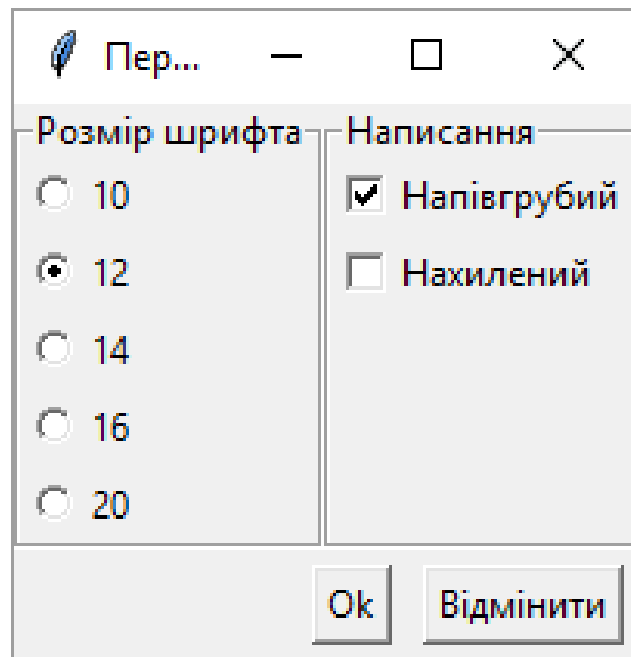 Пер...
Розмір шрифта
Написання
10
Напівгрубий
12
Нахилений
14
16
20
Ok
Відмінити